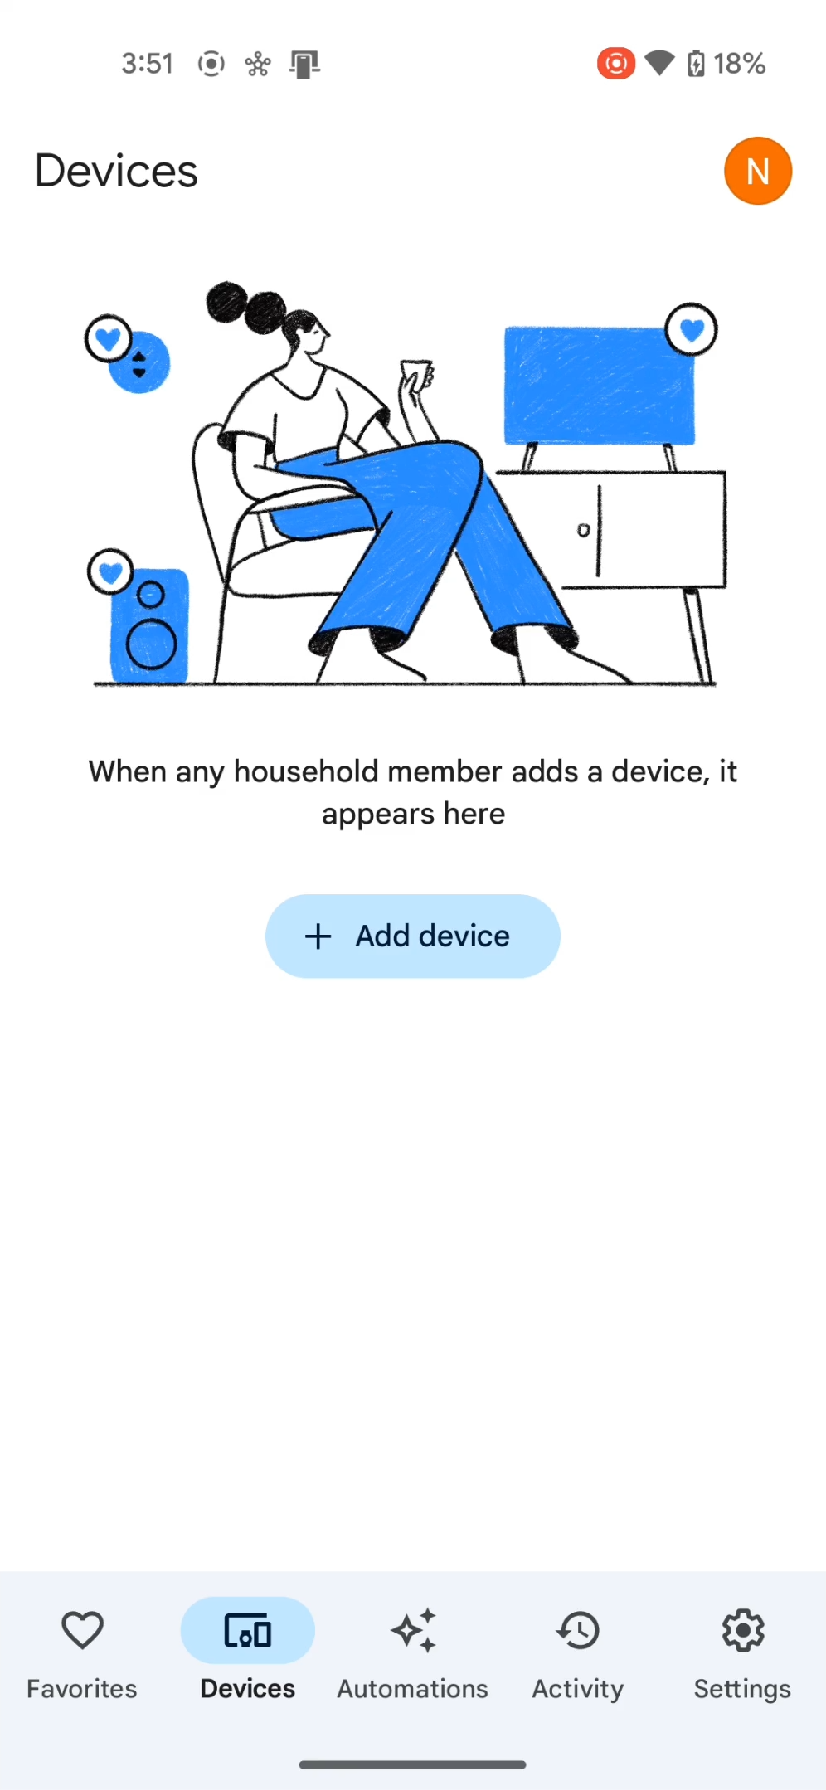 3:51
18%
Devices
N
When any household member adds a device, it
appears here
+ Add device
Favorites
Devices
Automations
Activity
Settings